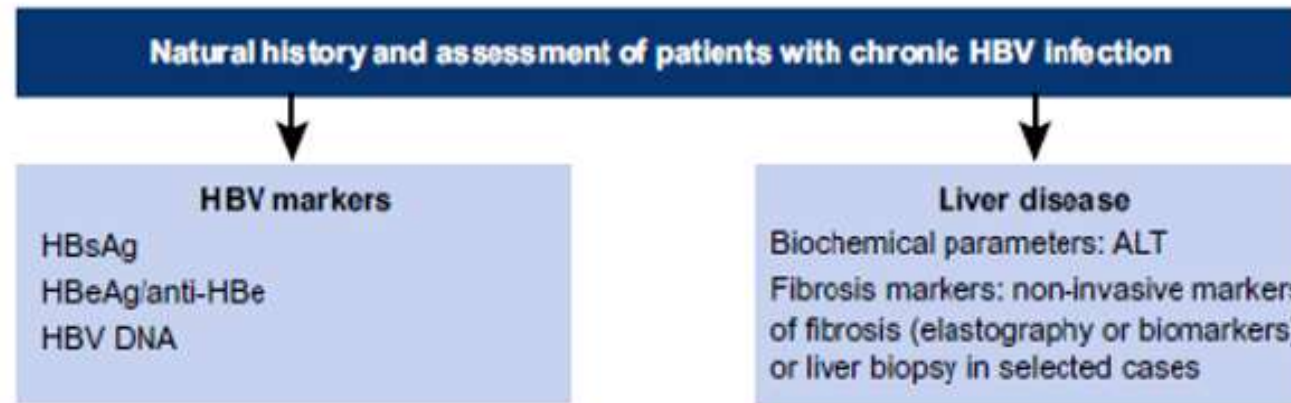 Natural history and assessment of patients with chronic HBV infection
HBV markers
HBsAg
HBeAg/anti-HBe
HBV DNA
Liver disease
Biochemical parameters: ALT
Fibrosis markers: non-invasive markers
of fibrosis (elastography or biomarkers)
or liver biopsy in selected cases